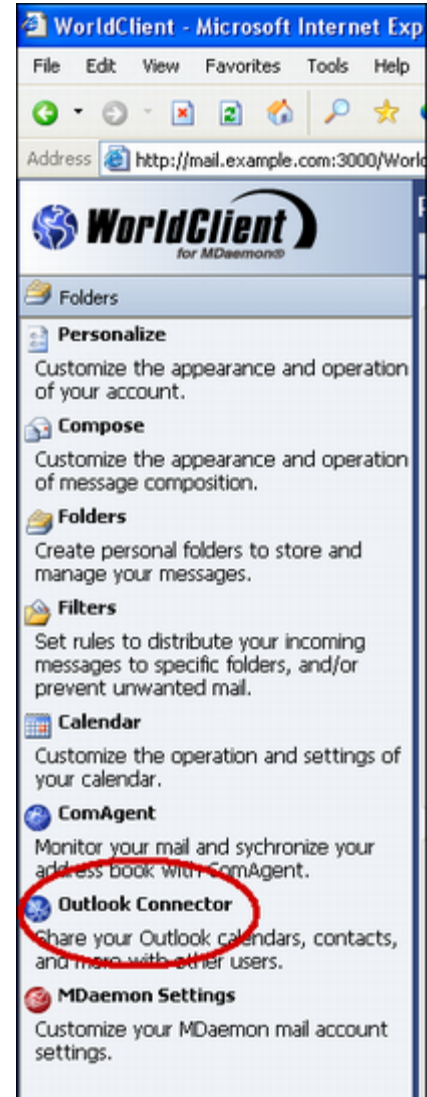 WorldClient - Microsoft Internet Exp
File Edit View Favorites Tools Help
Address http://mail.example.com:3000/Worl
WorldClient
for MDaemon®
Folders
Personalize
Customize the appearance and operation
of your account.
Compose
Customize the appearance and operation
of message composition.
Folders
Create personal folders to store and
manage your messages.
Filters
Set rules to distribute your incoming
messages to specific folders, and/or
prevent unwanted mail.
Calendar
Customize the operation and settings of
your calendar.
ComAgent
Monitor your mail and sychronize your
address book with ComAgent.
Outlook Connector
Share your Outlook calendars, contacts,
and more with other users.
MDaemon Settings
Customize your MDaemon mail account
settings.